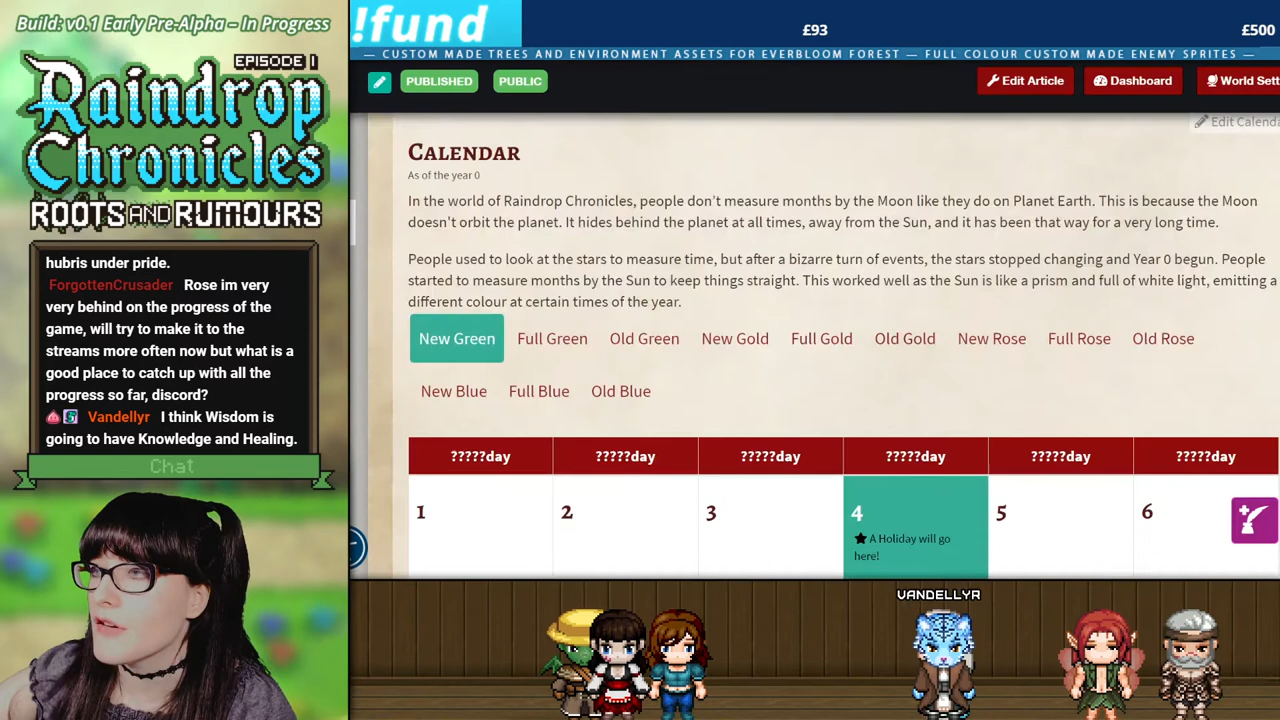 Build: v0.1 Early Pre-Alpha – In Progress
EPISODE I
Raindrop
Chronicles
ROOTS AND RUMOURS
hubris under pride.
ForgottenCrusader Rose im very
very behind on the progress of the
game, will try to make it to the
streams more often now but what is a
good place to catch up with all the
progress so far, discord?
Vandellyr I think Wisdom is
going to have Knowledge and Healing.
Chat
!fund
£93
£500
— CUSTOM MADE TREES AND ENVIRONMENT ASSETS FOR EVERBLOOM FOREST — FULL COLOUR CUSTOM MADE ENEMY SPRITES —
PUBLISHED
PUBLIC
Edit Article
Dashboard
World Sett
Edit Calenda
CALENDAR
As of the year 0
In the world of Raindrop Chronicles, people don't measure months by the Moon like they do on Planet Earth. This is because the Moon
doesn't orbit the planet. It hides behind the planet at all times, away from the Sun, and it has been that way for a very long time.
People used to look at the stars to measure time, but after a bizarre turn of events, the stars stopped changing and Year 0 begun. People
started to measure months by the Sun to keep things straight. This worked well as the Sun is like a prism and full of white light, emitting a
different colour at certain times of the year.
New Green Full Green Old Green New Gold Full Gold Old Gold New Rose Full Rose Old Rose
New Blue Full Blue Old Blue
?????day ?????day ?????day ?????day ?????day ?????day
1 2 3 4 5 6
A Holiday will go
here!
VANDELLYR